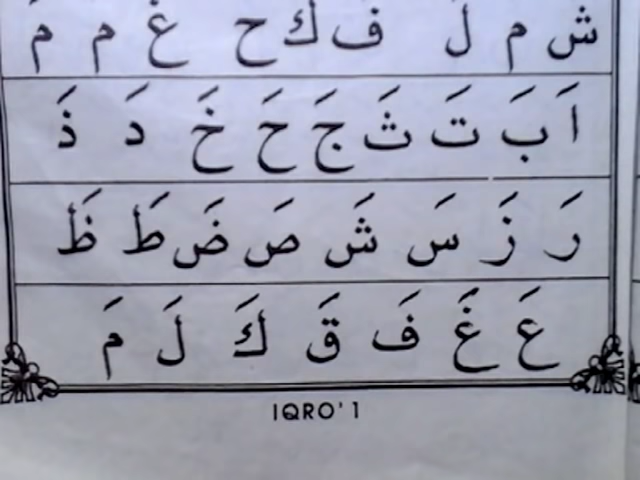 شَ مَ لَ فَ كَ حَ غَ مَ مَ
اَ بَ تَ ثَ جَ حَ خَ دَ ذَ
رَ زَ سَ شَ صَ ضَ طَ ظَ
عَ غَ فَ قَ كَ لَ مَ
IQRO' 1